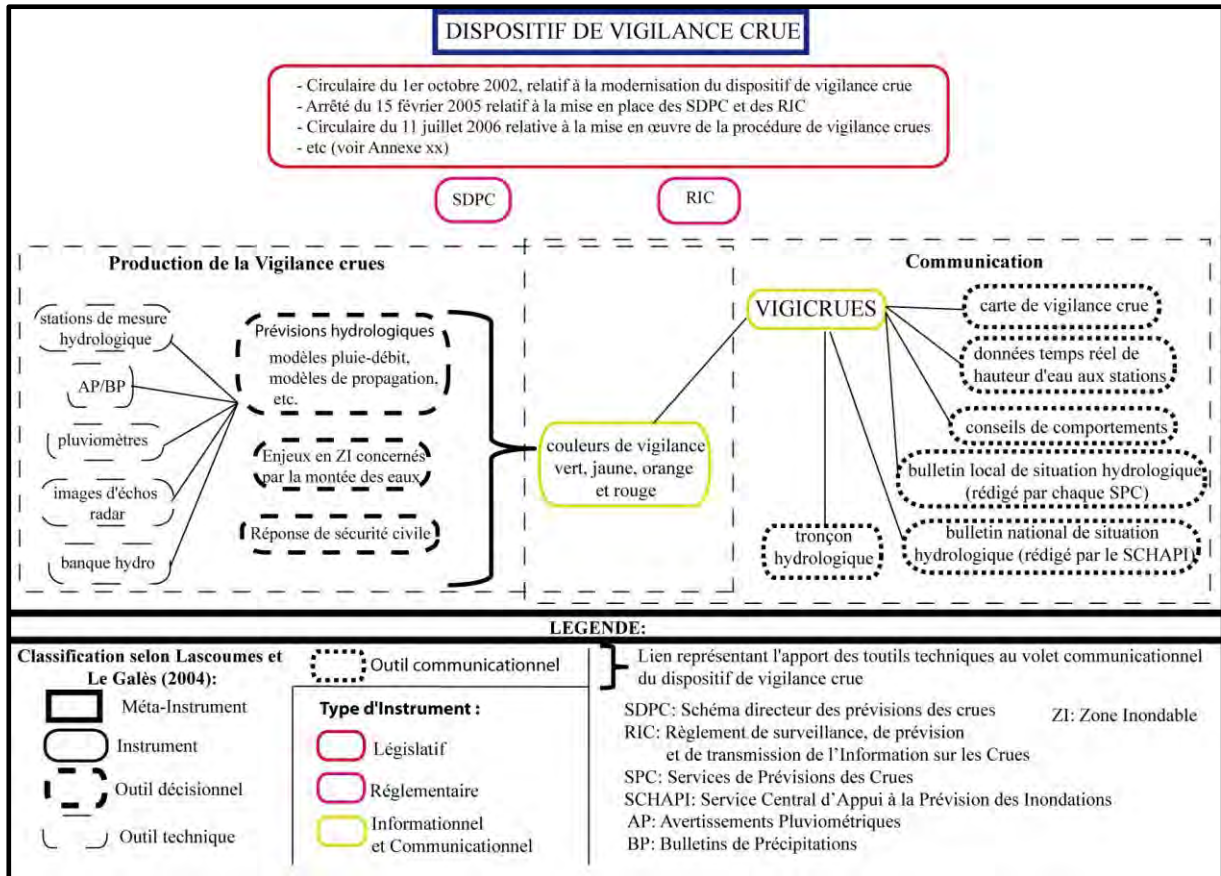 DISPOSITIF DE VIGILANCE CRUE
- Circulaire du 1er octobre 2002, relatif à la modernisation du dispositif de vigilance crue
- Arrêté du 15 février 2005 relatif à la mise en place des SDPC et des RIC
- Circulaire du 11 juillet 2006 relative à la mise en œuvre de la procédure de vigilance crues
- etc (voir Annexe xx)
SDPC
RIC
Production de la Vigilance crues
stations de mesure
hydrologique
AP/BP
pluviomètres
images d'échos
radar
banque hydro
Prévisions hydrologiques
modèles pluie-débit,
modèles de propagation,
etc.
Enjeux en ZI concernés
par la montée des eaux
Réponse de sécurité civile
couleurs de vigilance
vert, jaune, orange
et rouge
Communication
VIGICRUES
carte de vigilance crue
données temps réel de
hauteur d'eau aux stations
conseils de comportements
bulletin local de situation hydrologique
(rédigé par chaque SPC)
bulletin national de situation
hydrologique (rédigé par le SCHAPI)
tronçon
hydrologique
LEGENDE:
Classification selon Lascoumes et
Le Galès (2004):
Méta-Instrument
Instrument
Outil décisionnel
Outil technique
Outil communicationnel
Type d'Instrument :
Législatif
Réglementaire
Informationnel
et Communicationnel
Lien représentant l'apport des toutils techniques au volet communicationnel
du dispositif de vigilance crue
SDPC: Schéma directeur des prévisions des crues
ZI: Zone Inondable
RIC: Règlement de surveillance, de prévision
et de transmission de l'Information sur les Crues
SPC: Services de Prévisions des Crues
SCHAPI: Service Central d'Appui à la Prévision des Inondations
AP: Avertissements Pluviométriques
BP: Bulletins de Précipitations